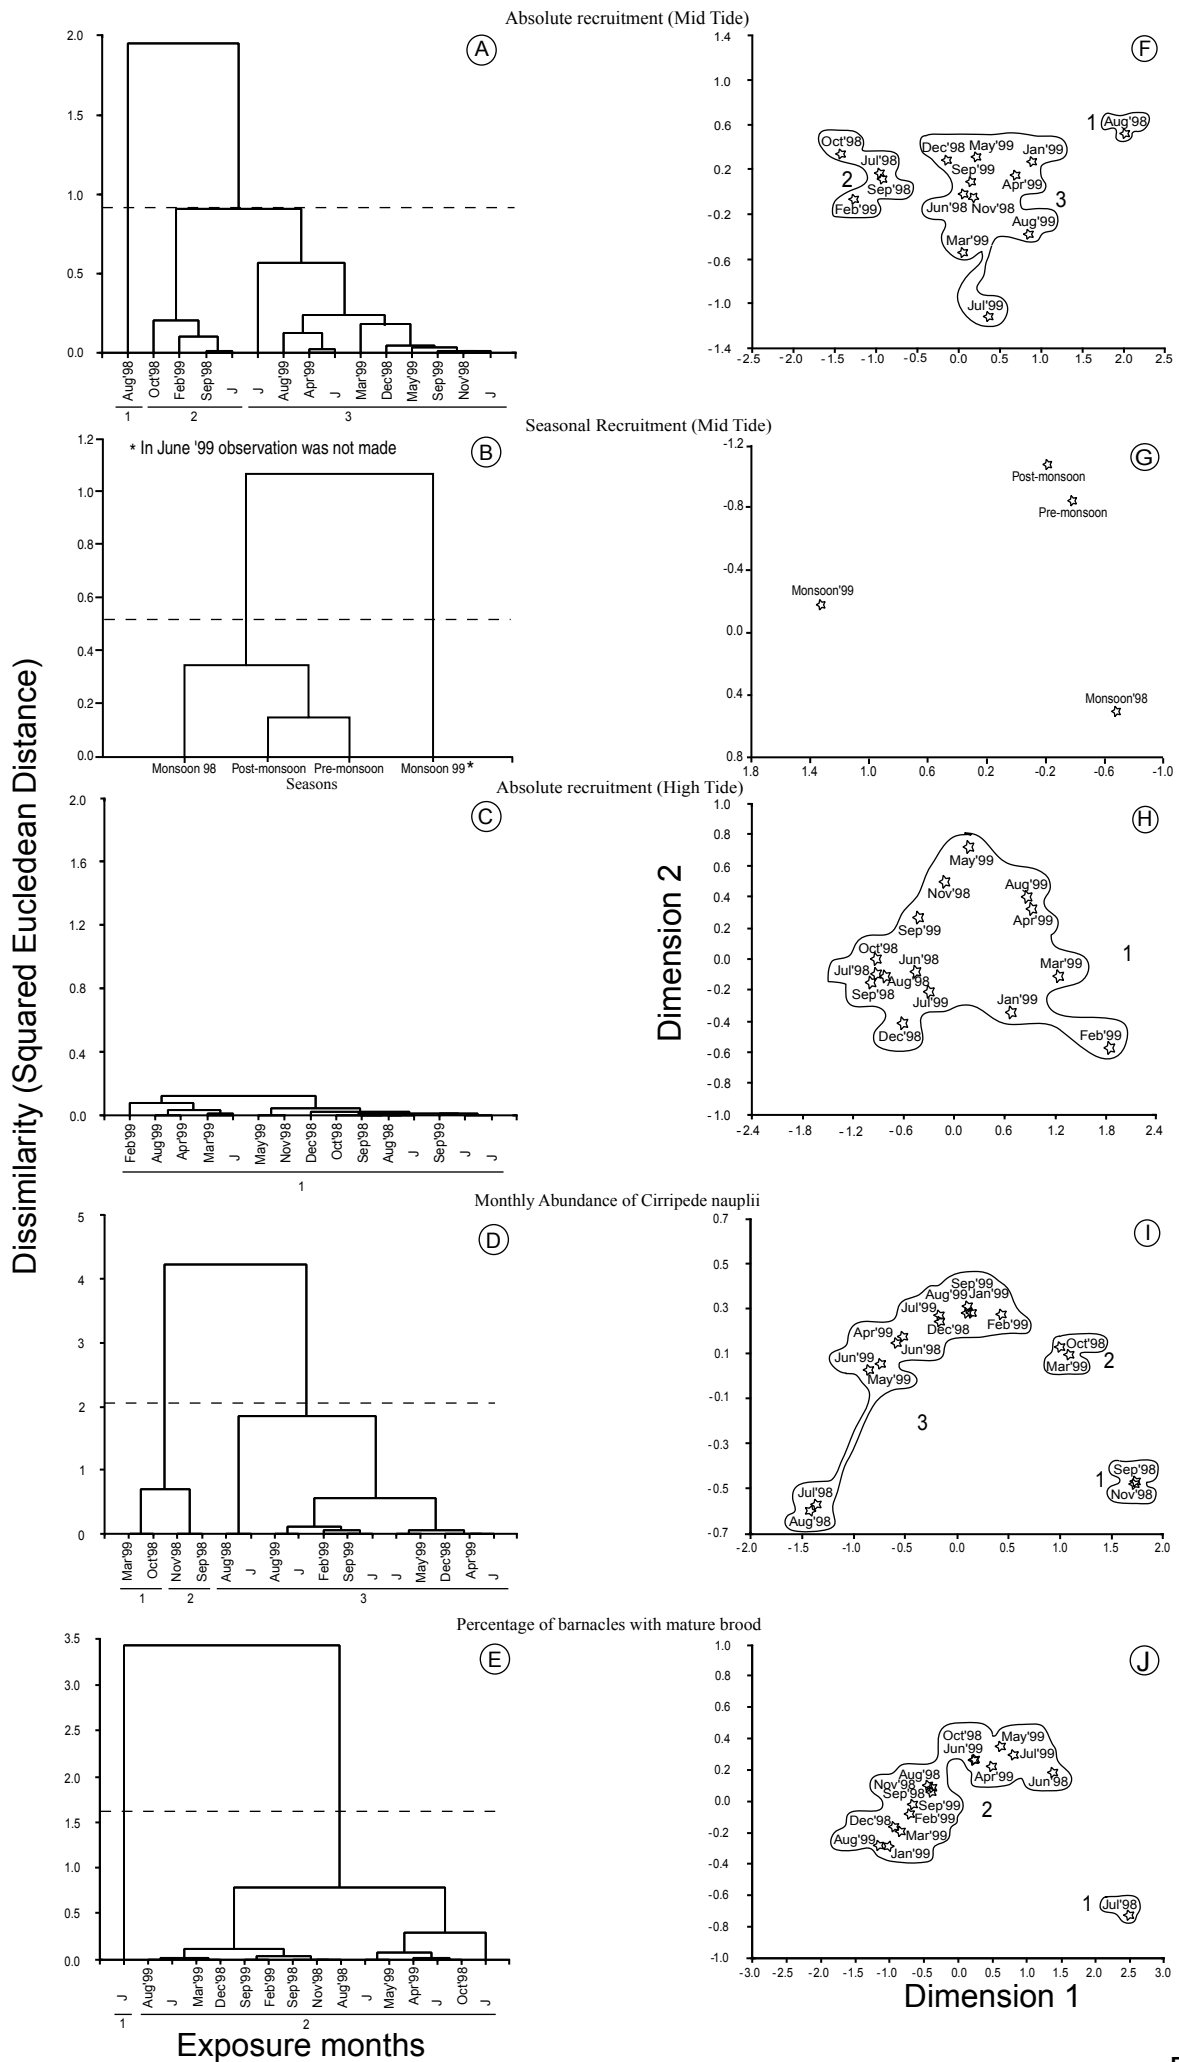 Absolute recruitment (Mid Tide)
A
2.0
1.5
1.0
0.5
0.0
Aug'98
Oct'98
Feb'99
Sep'98
J
J
Aug'99
Apr'99
J
Mar'99
Dec'98
May'99
Sep'99
Nov'98
J
1
2
3
F
1.4
1.0
0.6
0.2
-0.2
-0.6
-1.0
-1.4
-2.5 -2.0 -1.5 -1.0 -0.5 0.0 0.5 1.0 1.5 2.0 2.5
1
Aug'98
Oct'98
Jul'98
2
Sep'98
Feb'99
Dec'98
May'99
Jan'99
Sep'99
Apr'99
3
Jun'98
Nov'98
Aug'99
Mar'99
Jul'99
Seasonal Recruitment (Mid Tide)
B
* In June '99 observation was not made
1.2
1.0
0.8
0.6
0.4
0.2
0.0
Monsoon 98
Post-monsoon
Pre-monsoon
Monsoon 99*
Seasons
G
-1.2
-0.8
-0.4
0.0
0.4
0.8
1.8 1.4 1.0 0.6 0.2 -0.2 -0.6 -1.0
Post-monsoon
Pre-monsoon
Monsoon'99
Monsoon'98
Absolute recruitment (High Tide)
C
2.0
1.6
1.2
0.8
0.4
0.0
Feb'99
Aug'99
Apr'99
Mar'99
J
May'99
Nov'98
Dec'98
Oct'98
Sep'98
Aug'98
J
Sep'99
J
J
1
H
1.0
0.8
0.6
0.4
0.2
0.0
-0.2
-0.4
-0.6
-0.8
-1.0
-2.4 -1.8 -1.2 -0.6 0.0 0.6 1.2 1.8 2.4
May'99
Nov'98
Aug'99
Apr'99
Sep'99
Oct'98
Jun'98
1
Mar'99
Jul'98
Aug'98
Sep'98
Jul'99
Jan'99
Dec'98
Feb'99
Monthly Abundance of Cirripede nauplii
D
5
4
3
2
1
0
Mar'99
Oct'98
Nov'98
Sep'98
Aug'98
J
Aug'99
J
Feb'99
Sep'99
J
J
May'99
Dec'98
Apr'99
J
1
2
3
I
0.7
0.5
0.3
0.1
-0.1
-0.3
-0.5
-0.7
-2.0 -1.5 -1.0 -0.5 0.0 0.5 1.0 1.5 2.0
Sep'99
Aug'99
Jan'99
Jul'99
Dec'98
Feb'99
Apr'99
Jun'98
Jun'99
May'99
Oct'98
Mar'99
2
3
1
Sep'98
Nov'98
Jul'98
Aug'98
Percentage of barnacles with mature brood
E
3.5
3.0
2.5
2.0
1.5
1.0
0.5
0.0
J
Aug'99
J
Mar'99
Dec'98
Sep'99
Feb'99
Sep'98
Nov'98
Aug'98
J
May'99
Apr'99
J
Oct'98
J
1
2
J
1.0
0.8
0.6
0.4
0.2
0.0
-0.2
-0.4
-0.6
-0.8
-1.0
-3.0 -2.5 -2.0 -1.5 -1.0 -0.5 0.0 0.5 1.0 1.5 2.0 2.5 3.0
Oct'98
May'99
Jun'99
Jul'99
Apr'99
Jun'98
Aug'98
Nov'98
Sep'98
Sep'99
Feb'99
2
Dec'98
Mar'99
Aug'99
Jan'99
1
Jul'98
Dissimilarity (Squared Eucledean Distance)
Exposure months
Dimension 2
Dimension 1